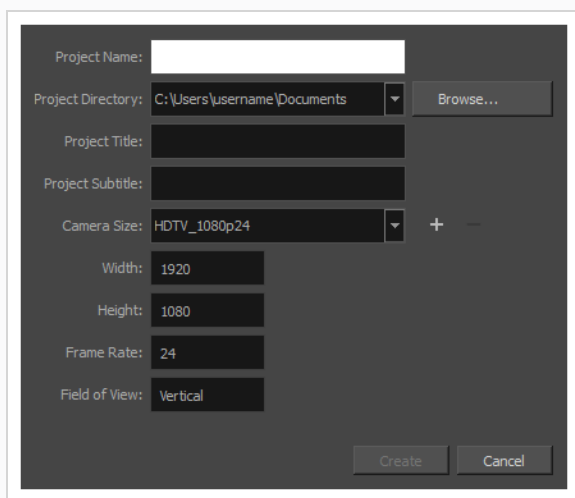 Project Name:
Project Directory: C:\Users\username\Documents Browse...
Project Title:
Project Subtitle:
Camera Size: HDTV_1080p24 + −
Width: 1920
Height: 1080
Frame Rate: 24
Field of View: Vertical
Create Cancel